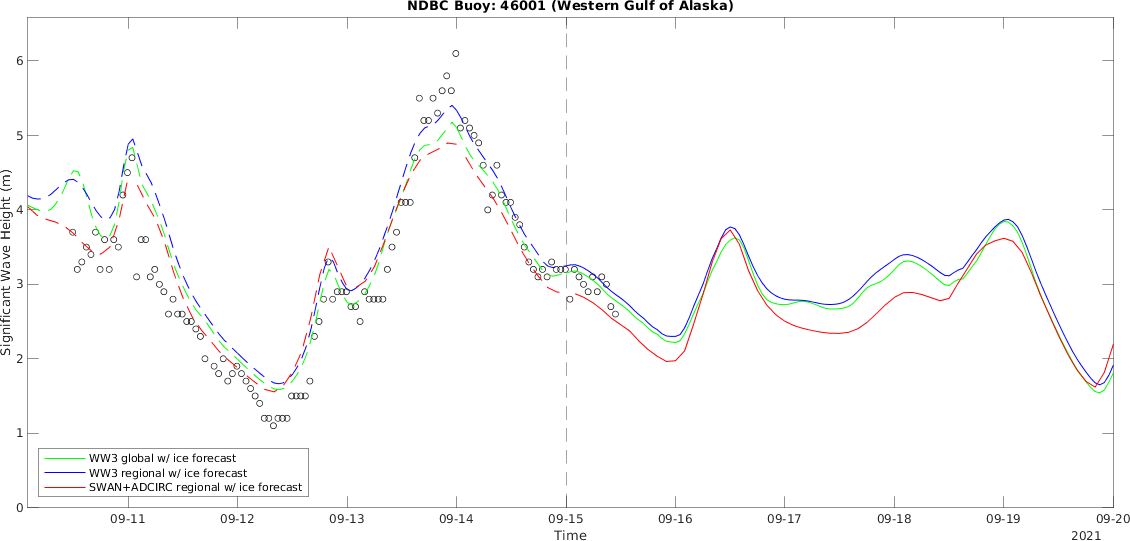 NDBC Buoy: 46001 (Western Gulf of Alaska)
Significant Wave Height (m)
6
5
4
3
2
1
0
WW3 global w/ ice forecast
WW3 regional w/ ice forecast
SWAN+ADCIRC regional w/ ice forecast
09-11 09-12 09-13 09-14 09-15 09-16 09-17 09-18 09-19 09-20
Time
2021